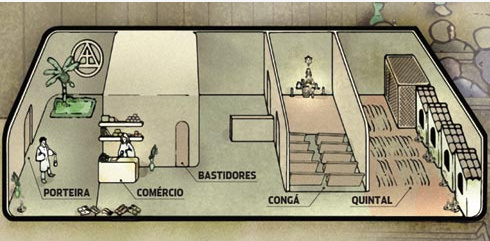 BASTIDORES
PORTEIRA
COMÉRCIO
CONGÁ
QUINTAL